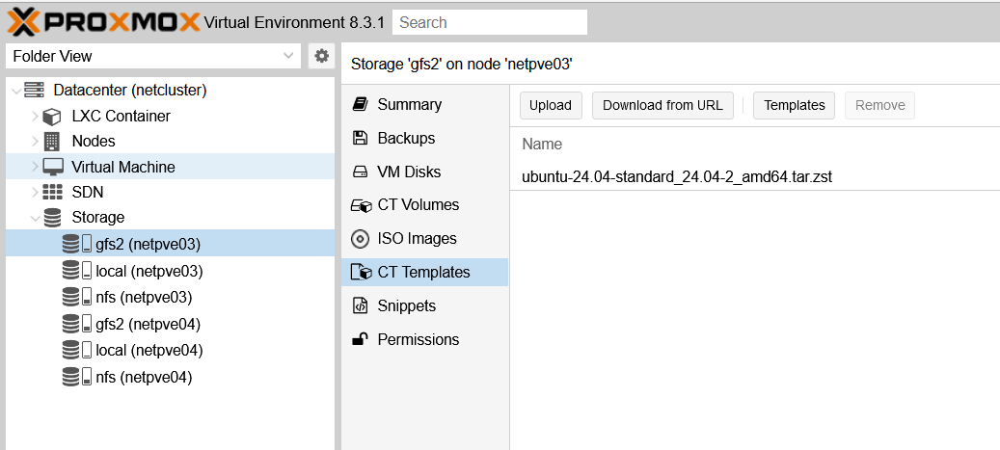 PROXMOX Virtual Environment 8.3.1 Search
Folder View
Storage 'gfs2' on node 'netpve03'
Datacenter (netcluster)
LXC Container
Nodes
Virtual Machine
SDN
Storage
gfs2 (netpve03)
local (netpve03)
nfs (netpve03)
gfs2 (netpve04)
local (netpve04)
nfs (netpve04)
Summary
Backups
VM Disks
CT Volumes
ISO Images
CT Templates
Snippets
Permissions
Upload Download from URL Templates Remove
Name
ubuntu-24.04-standard_24.04-2_amd64.tar.zst